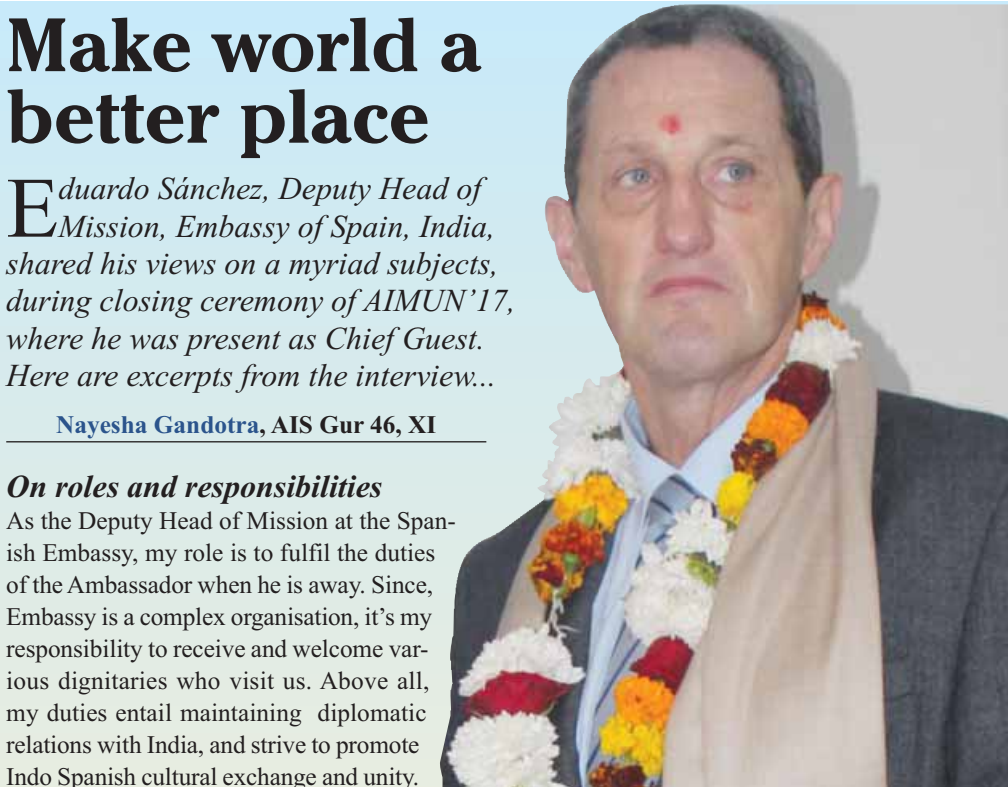 Make world a
better place
Eduardo Sánchez, Deputy Head of
Mission, Embassy of Spain, India,
shared his views on a myriad subjects,
during closing ceremony of AIMUN’17,
where he was present as Chief Guest.
Here are excerpts from the interview...
Nayesha Gandotra, AIS Gur 46, XI
On roles and responsibilities
As the Deputy Head of Mission at the Span-
ish Embassy, my role is to fulfil the duties
of the Ambassador when he is away. Since,
Embassy is a complex organisation, it’s my
responsibility to receive and welcome var-
ious dignitaries who visit us. Above all,
my duties entail maintaining diplomatic
relations with India, and strive to promote
Indo Spanish cultural exchange and unity.